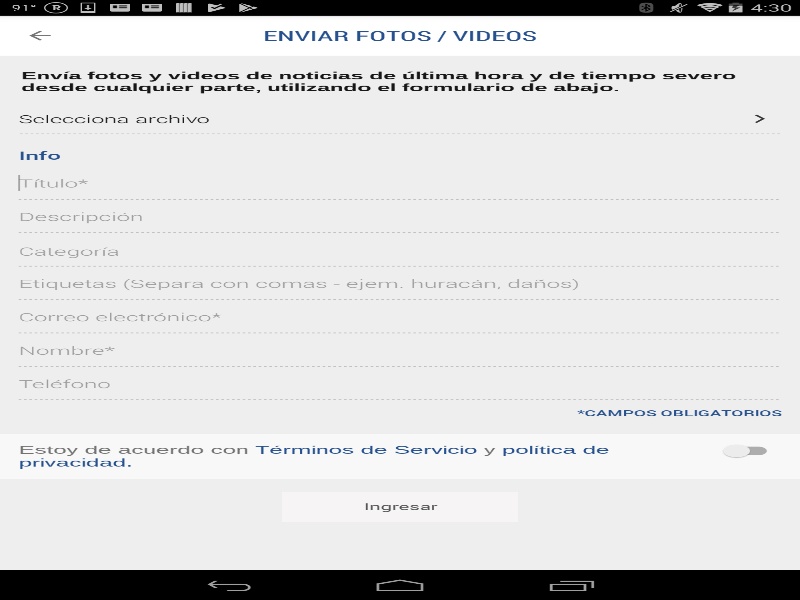 91° R 4:30
ENVIAR FOTOS / VIDEOS
Envía fotos y videos de noticias de última hora y de tiempo severo
desde cualquier parte, utilizando el formulario de abajo.
Selecciona archivo
Info
Título*
Descripción
Categoría
Etiquetas (Separa con comas - ejem. huracán, daños)
Correo electrónico*
Nombre*
Teléfono
*CAMPOS OBLIGATORIOS
Estoy de acuerdo con Términos de Servicio y política de
privacidad.
Ingresar